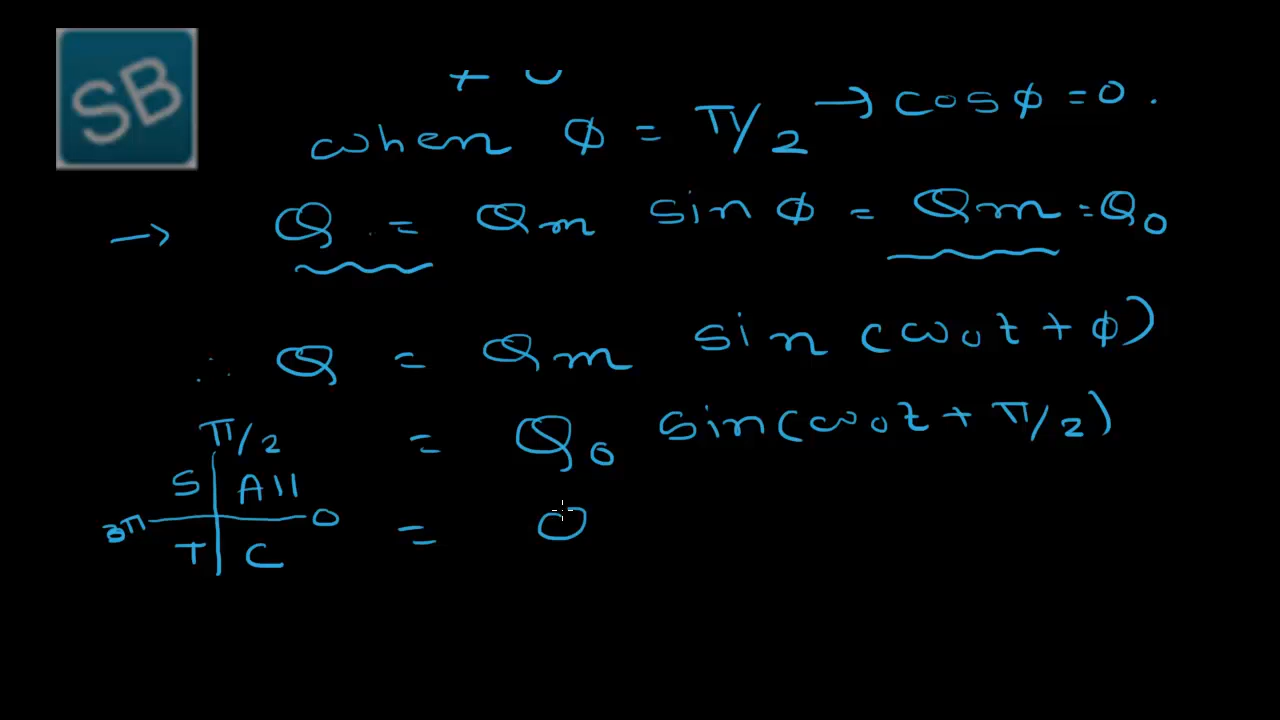 SB
when φ = π/2 → cos φ = 0 .
→ Q = Qm sin φ = Qm = Q₀
∴ Q = Qm sin (ω₀t + φ)
= Q₀ sin(ω₀t + π/2)
π/2
S All
3π 0
T C
= O